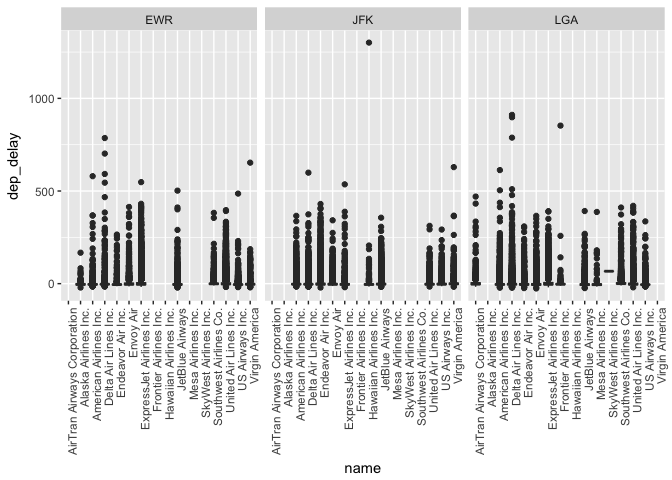 EWR
JFK
LGA
dep_delay
1000
500
0
AirTran Airways Corporation
Alaska Airlines Inc.
American Airlines Inc.
Delta Air Lines Inc.
Endeavor Air Inc.
Envoy Air
ExpressJet Airlines Inc.
Frontier Airlines Inc.
Hawaiian Airlines Inc.
JetBlue Airways
Mesa Airlines Inc.
SkyWest Airlines Inc.
Southwest Airlines Co.
United Air Lines Inc.
US Airways Inc.
Virgin America
AirTran Airways Corporation
Alaska Airlines Inc.
American Airlines Inc.
Delta Air Lines Inc.
Endeavor Air Inc.
Envoy Air
ExpressJet Airlines Inc.
Frontier Airlines Inc.
Hawaiian Airlines Inc.
JetBlue Airways
Mesa Airlines Inc.
SkyWest Airlines Inc.
Southwest Airlines Co.
United Air Lines Inc.
US Airways Inc.
Virgin America
AirTran Airways Corporation
Alaska Airlines Inc.
American Airlines Inc.
Delta Air Lines Inc.
Endeavor Air Inc.
Envoy Air
ExpressJet Airlines Inc.
Frontier Airlines Inc.
Hawaiian Airlines Inc.
JetBlue Airways
Mesa Airlines Inc.
SkyWest Airlines Inc.
Southwest Airlines Co.
United Air Lines Inc.
US Airways Inc.
Virgin America
name